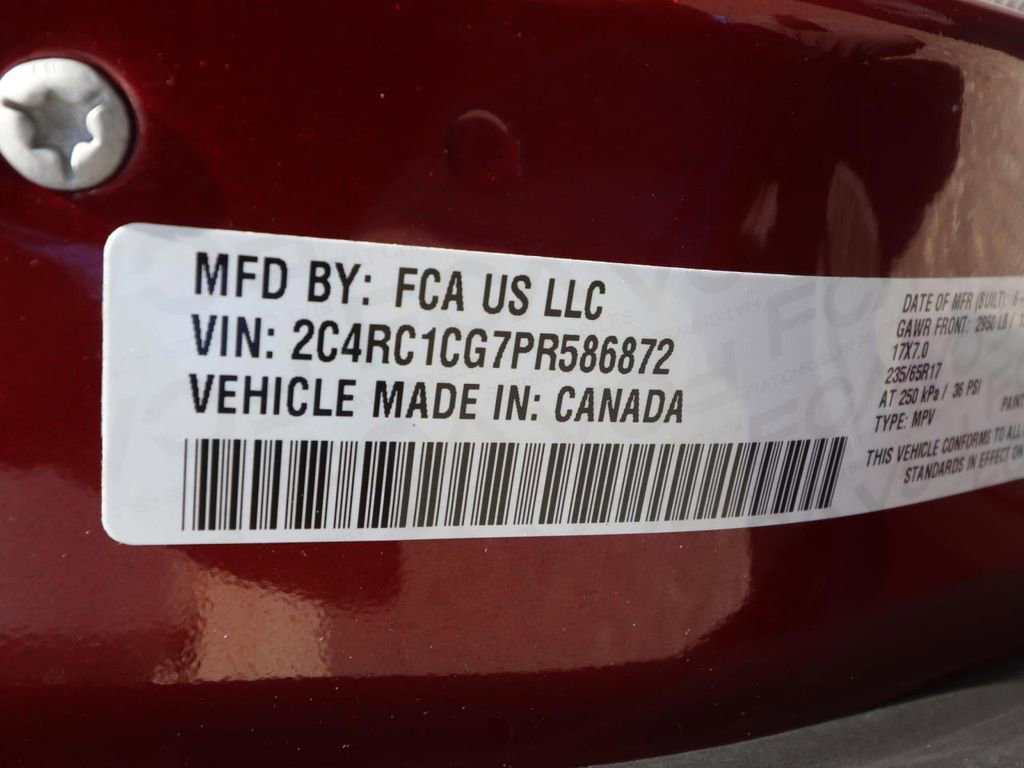 MFD BY: FCA US LLC
VIN: 2C4RC1CG7PR586872
VEHICLE MADE IN: CANADA
DATE OF MFR (BUILT): 6-
GAWR FRONT: 2950 LB /
17X7.0
235/65R17
AT 250 kPa / 36 PSI
TYPE: MPV
PAINT
THIS VEHICLE CONFORMS TO ALL
STANDARDS IN EFFECT ON